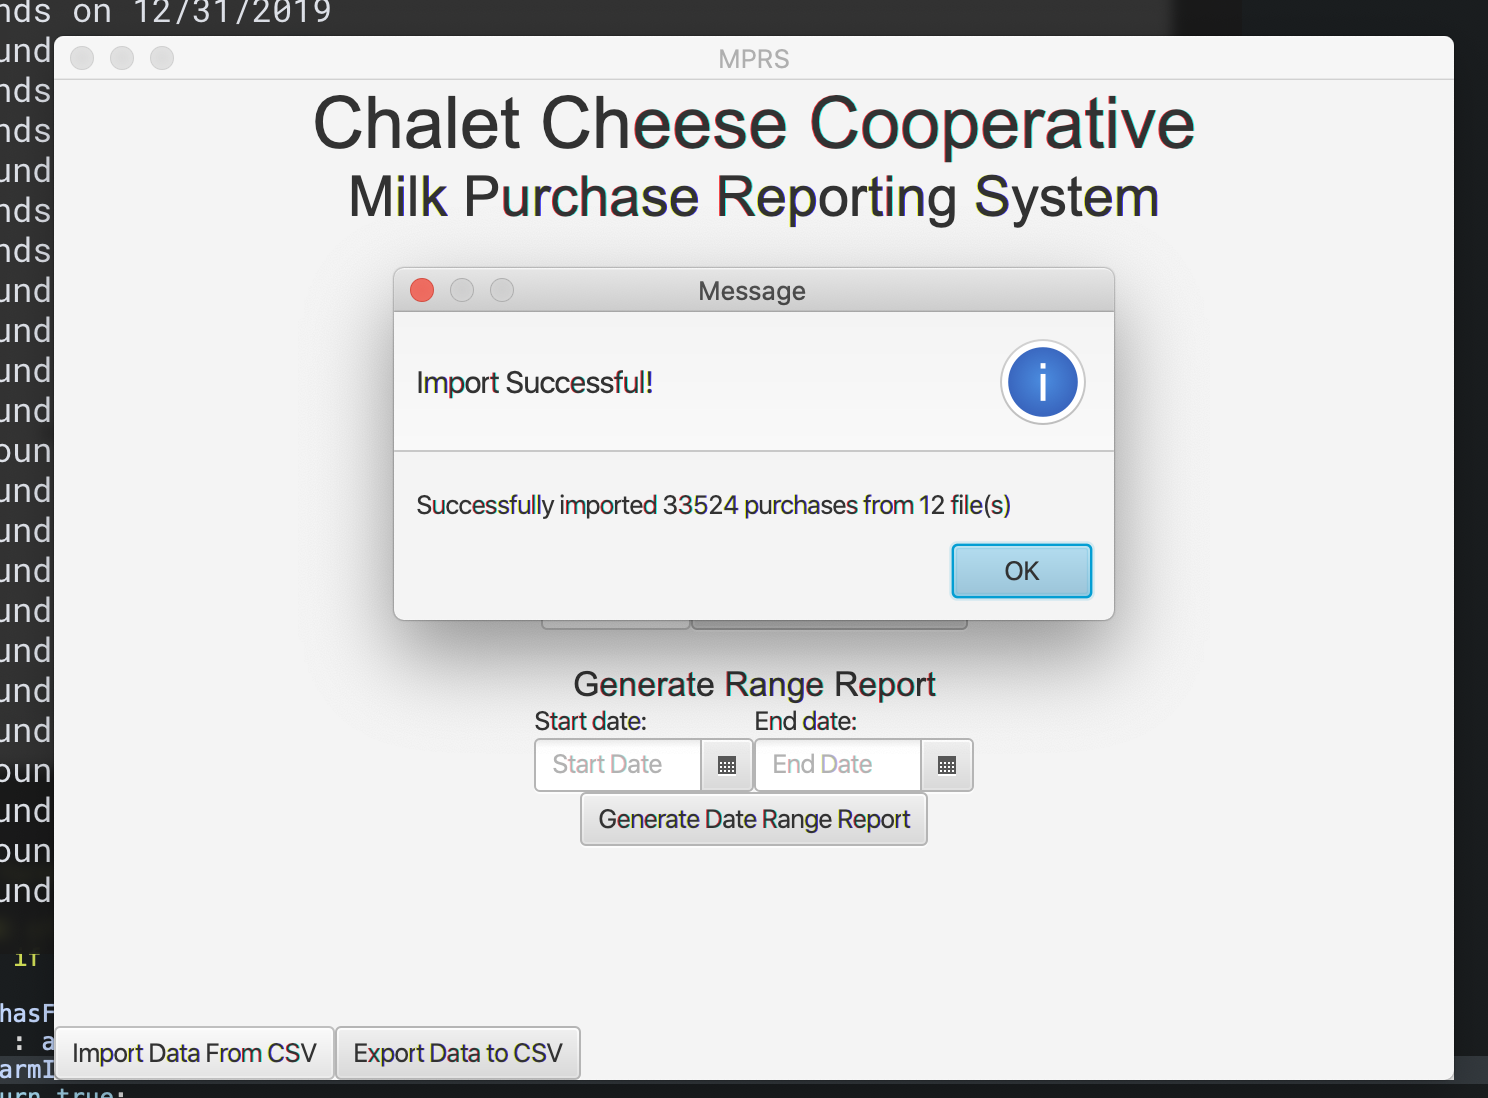 nds on 12/31/2019
und
nds
nds
und
nds
nds
und
und
und
und
oun
und
und
und
und
und
und
und
oun
und
oun
und
if
hasF
: a
armI
urn true;
MPRS
Chalet Cheese Cooperative
Milk Purchase Reporting System
Message
Import Successful!
i
Successfully imported 33524 purchases from 12 file(s)
OK
Generate Range Report
Start date: End date:
Start Date End Date
Generate Date Range Report
Import Data From CSV Export Data to CSV